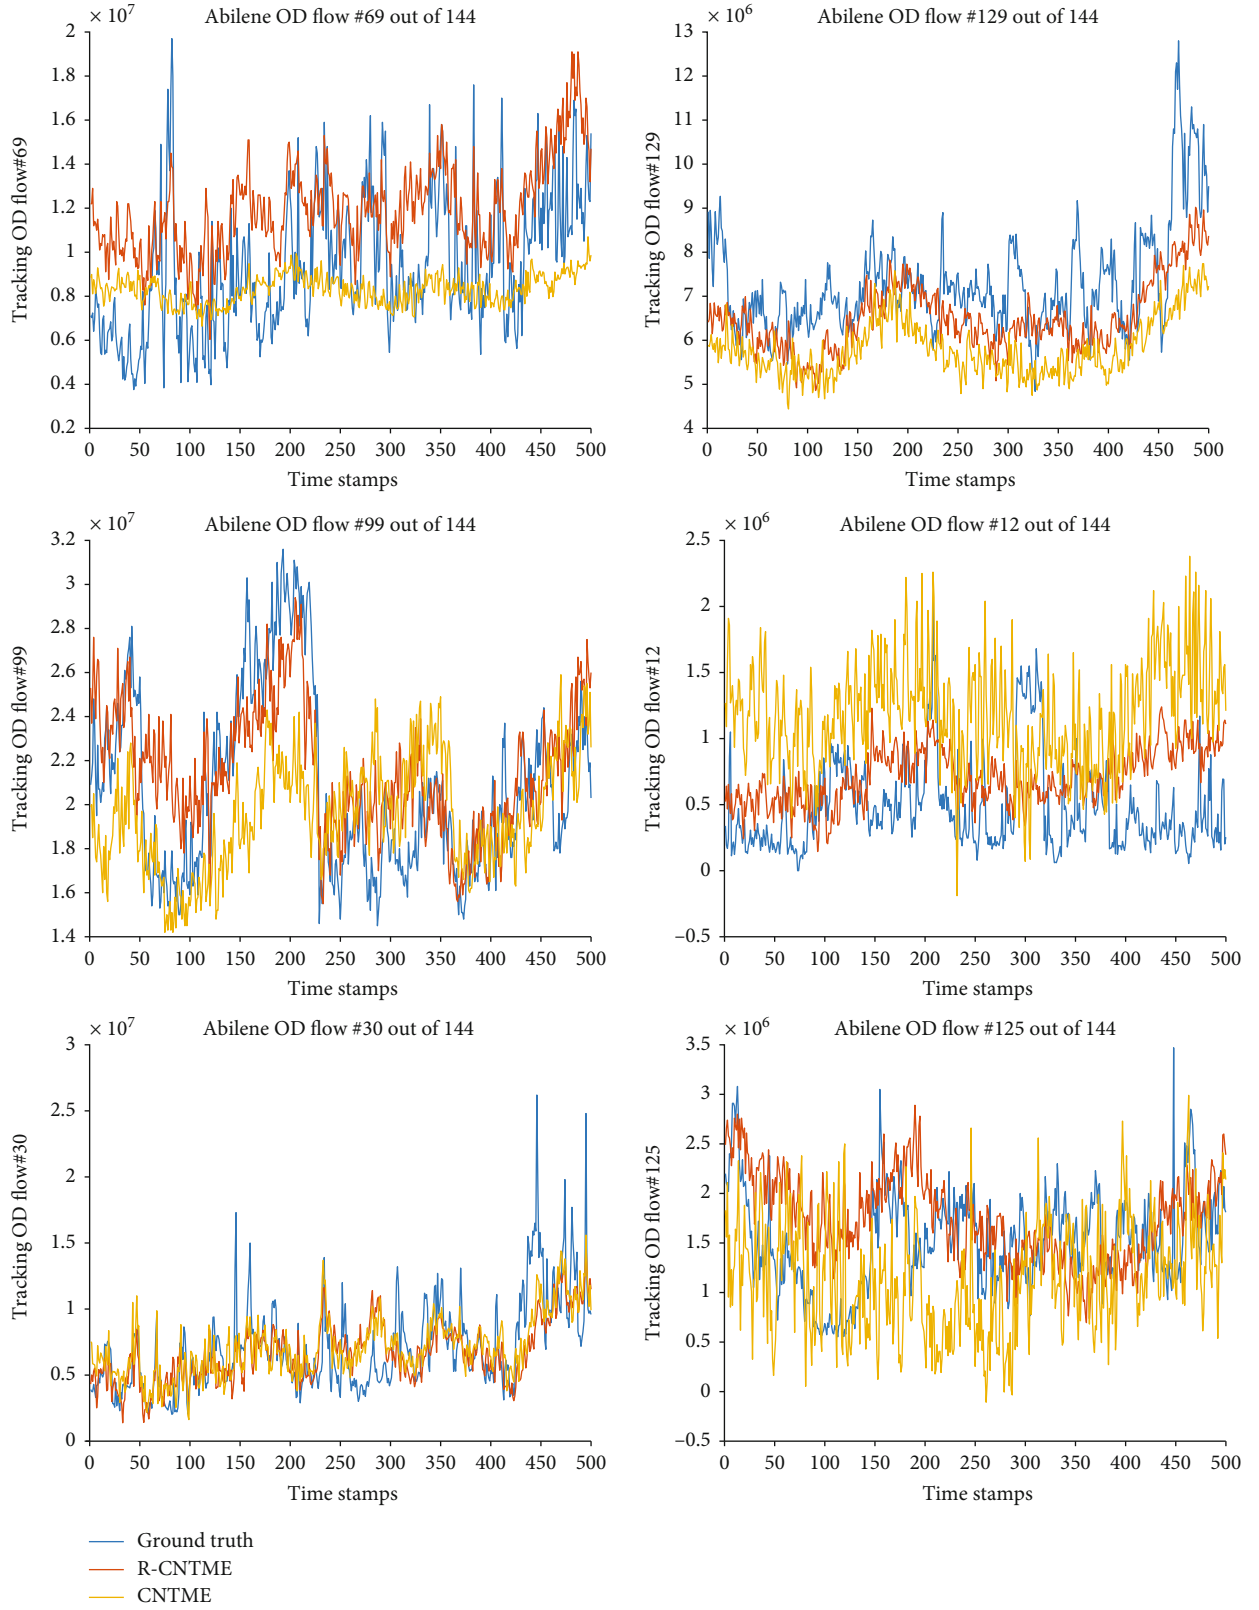 Abilene OD flow #69 out of 144
× 10⁷
2
1.8
1.6
1.4
1.2
1
0.8
0.6
0.4
0.2
Tracking OD flow#69
0 50 100 150 200 250 300 350 400 450 500
Time stamps
Abilene OD flow #129 out of 144
× 10⁶
13
12
11
10
9
8
7
6
5
4
Tracking OD flow#129
0 50 100 150 200 250 300 350 400 450 500
Time stamps
Abilene OD flow #99 out of 144
× 10⁷
3.2
3
2.8
2.6
2.4
2.2
2
1.8
1.6
1.4
Tracking OD flow#99
0 50 100 150 200 250 300 350 400 450 500
Time stamps
Abilene OD flow #12 out of 144
× 10⁶
2.5
2
1.5
1
0.5
0
–0.5
Tracking OD flow#12
0 50 100 150 200 250 300 350 400 450 500
Time stamps
Abilene OD flow #30 out of 144
× 10⁷
3
2.5
2
1.5
1
0.5
0
Tracking OD flow#30
0 50 100 150 200 250 300 350 400 450 500
Time stamps
Abilene OD flow #125 out of 144
× 10⁶
3.5
3
2.5
2
1.5
1
0.5
0
–0.5
Tracking OD flow#125
0 50 100 150 200 250 300 350 400 450 500
Time stamps
Ground truth
R-CNTME
CNTME